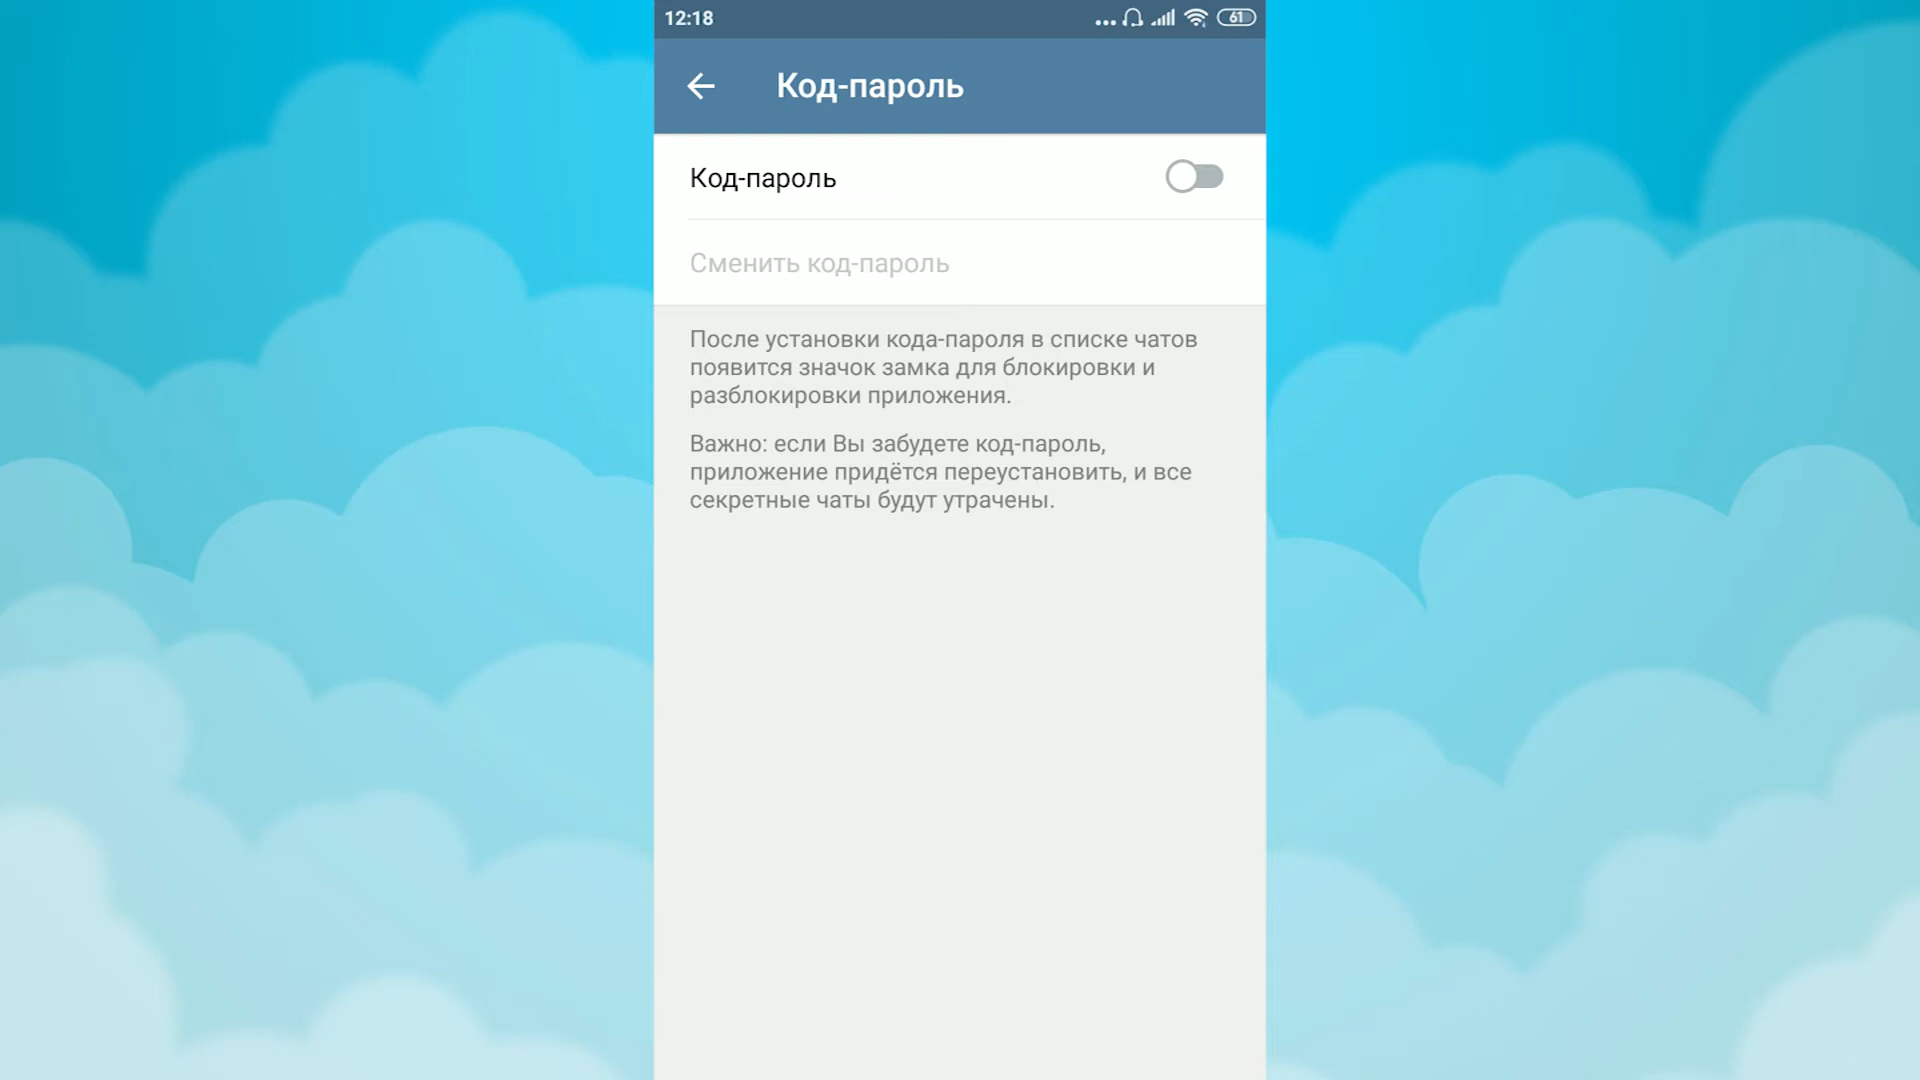 12:18
61
Код-пароль
Код-пароль
Сменить код-пароль
После установки кода-пароля в списке чатов
появится значок замка для блокировки и
разблокировки приложения.
Важно: если Вы забудете код-пароль,
приложение придётся переустановить, и все
секретные чаты будут утрачены.